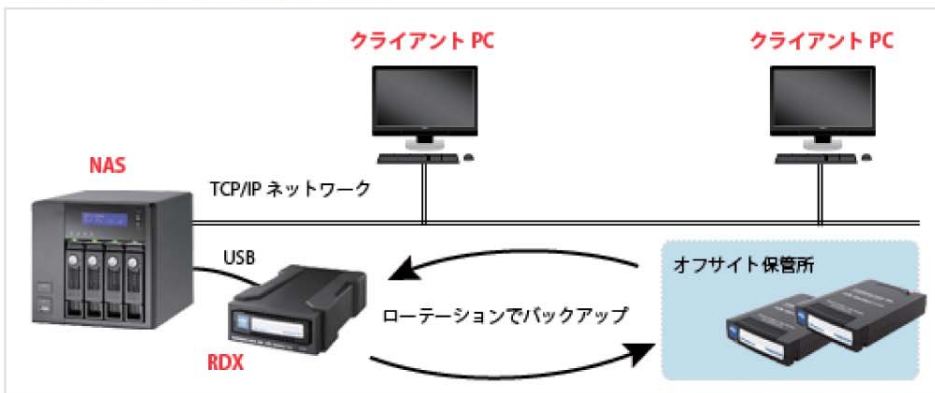 クライアント PC
クライアント PC
NAS
TCP/IP ネットワーク
USB
オフサイト保管所
ローテーションでバックアップ
RDX